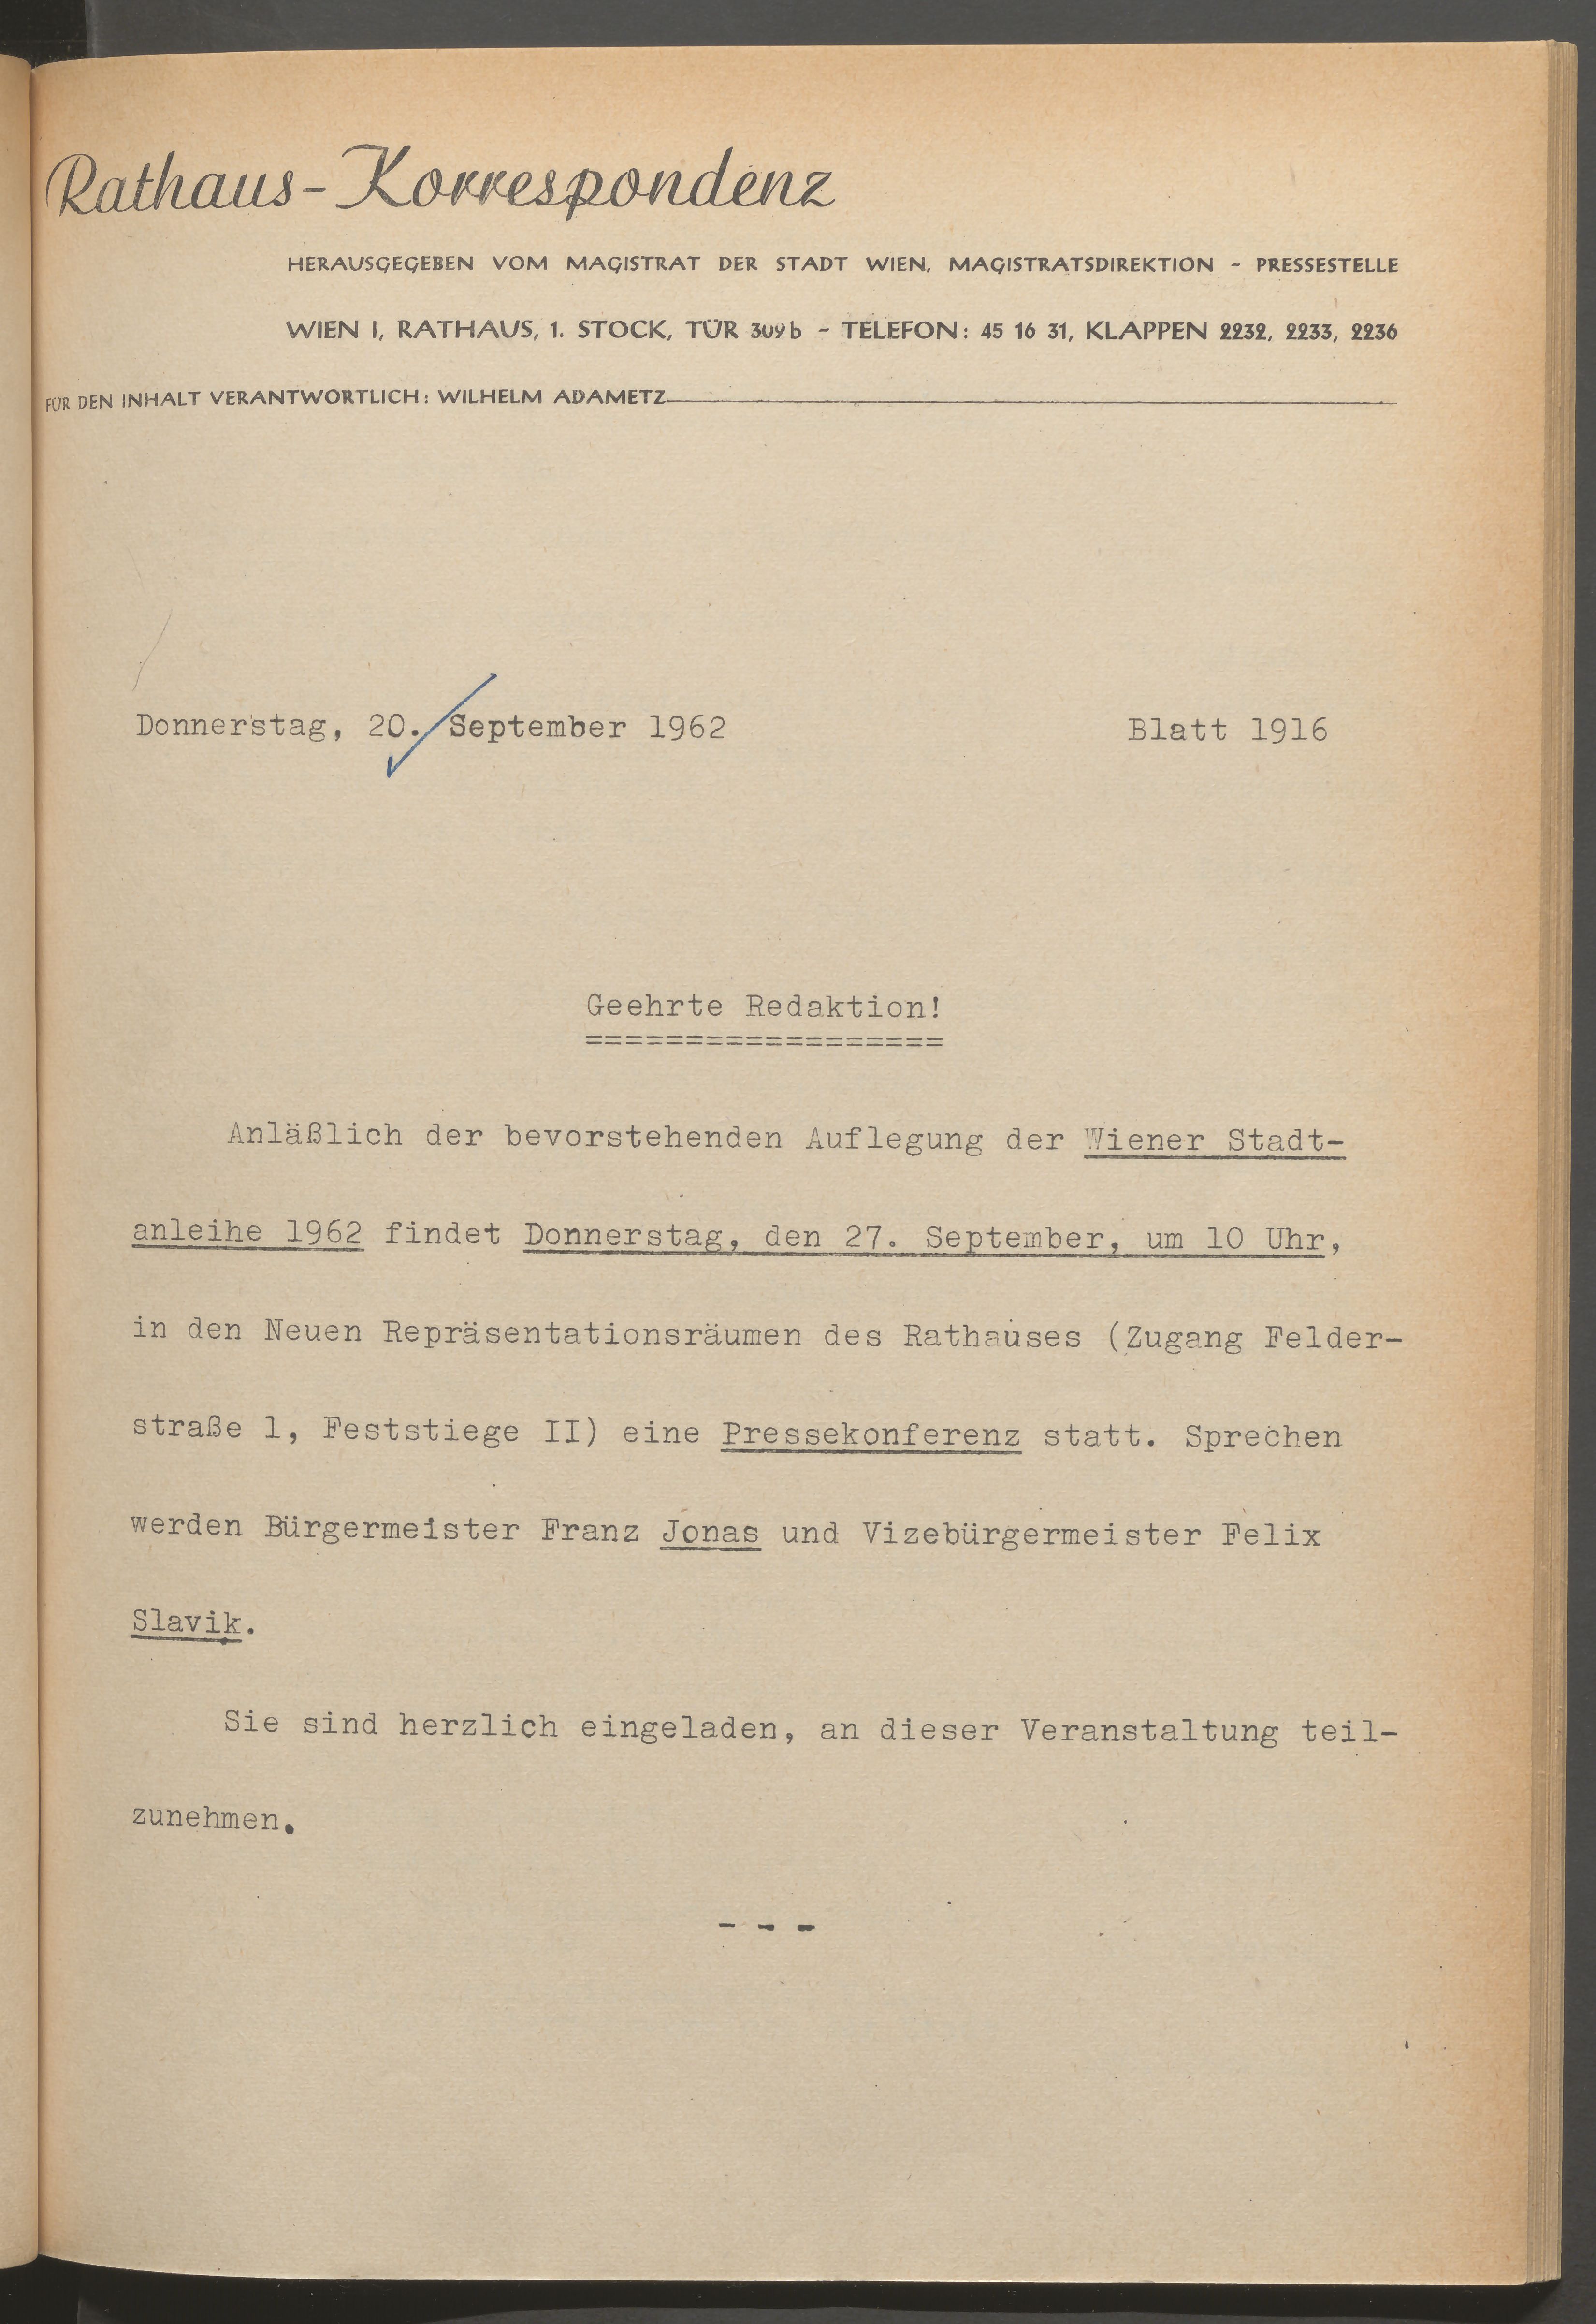 Rathaus-Korrespondenz
HERAUSGEGEBEN VOM MAGISTRAT DER STADT WIEN, MAGISTRATSDIREKTION - PRESSESTELLE
WIEN I, RATHAUS, 1. STOCK, TÜR 309b - TELEFON: 45 16 31, KLAPPEN 2232, 2233, 2236
FÜR DEN INHALT VERANTWORTLICH: WILHELM ADAMETZ
Donnerstag, 20. September 1962 Blatt 1916
Geehrte Redaktion!
==================
Anläßlich der bevorstehenden Auflegung der Wiener Stadt-
anleihe 1962 findet Donnerstag, den 27. September, um 10 Uhr,
in den Neuen Repräsentationsräumen des Rathauses (Zugang Felder-
straße 1, Feststiege II) eine Pressekonferenz statt. Sprechen
werden Bürgermeister Franz Jonas und Vizebürgermeister Felix
Slavik.
Sie sind herzlich eingeladen, an dieser Veranstaltung teil-
zunehmen.
- - -